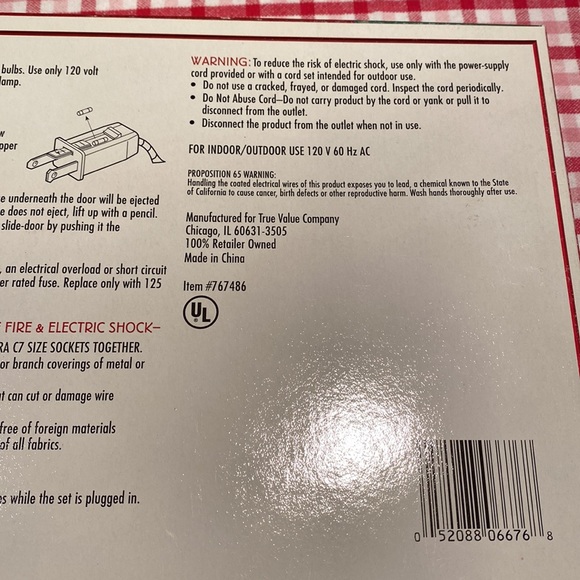 bulbs. Use only 120 volt
lamp.
per
e underneath the door will be ejected
e does not eject, lift up with a pencil.
slide-door by pushing it the
, an electrical overload or short circuit
er rated fuse. Replace only with 125
FIRE & ELECTRIC SHOCK–
RA C7 SIZE SOCKETS TOGETHER.
or branch coverings of metal or
t can cut or damage wire
free of foreign materials
of all fabrics.
s while the set is plugged in.
WARNING: To reduce the risk of electric shock, use only with the power-supply
cord provided or with a cord set intended for outdoor use.
• Do not use a cracked, frayed, or damaged cord. Inspect the cord periodically.
• Do Not Abuse Cord–Do not carry product by the cord or yank or pull it to
disconnect from the outlet.
• Disconnect the product from the outlet when not in use.
FOR INDOOR/OUTDOOR USE 120 V 60 Hz AC
PROPOSITION 65 WARNING:
Handling the coated electrical wires of this product exposes you to lead, a chemical known to the State
of California to cause cancer, birth defects or other reproductive harm. Wash hands thoroughly after use.
Manufactured for True Value Company
Chicago, IL 60631-3505
100% Retailer Owned
Made in China
Item #767486
UL
0 52088 06676 8